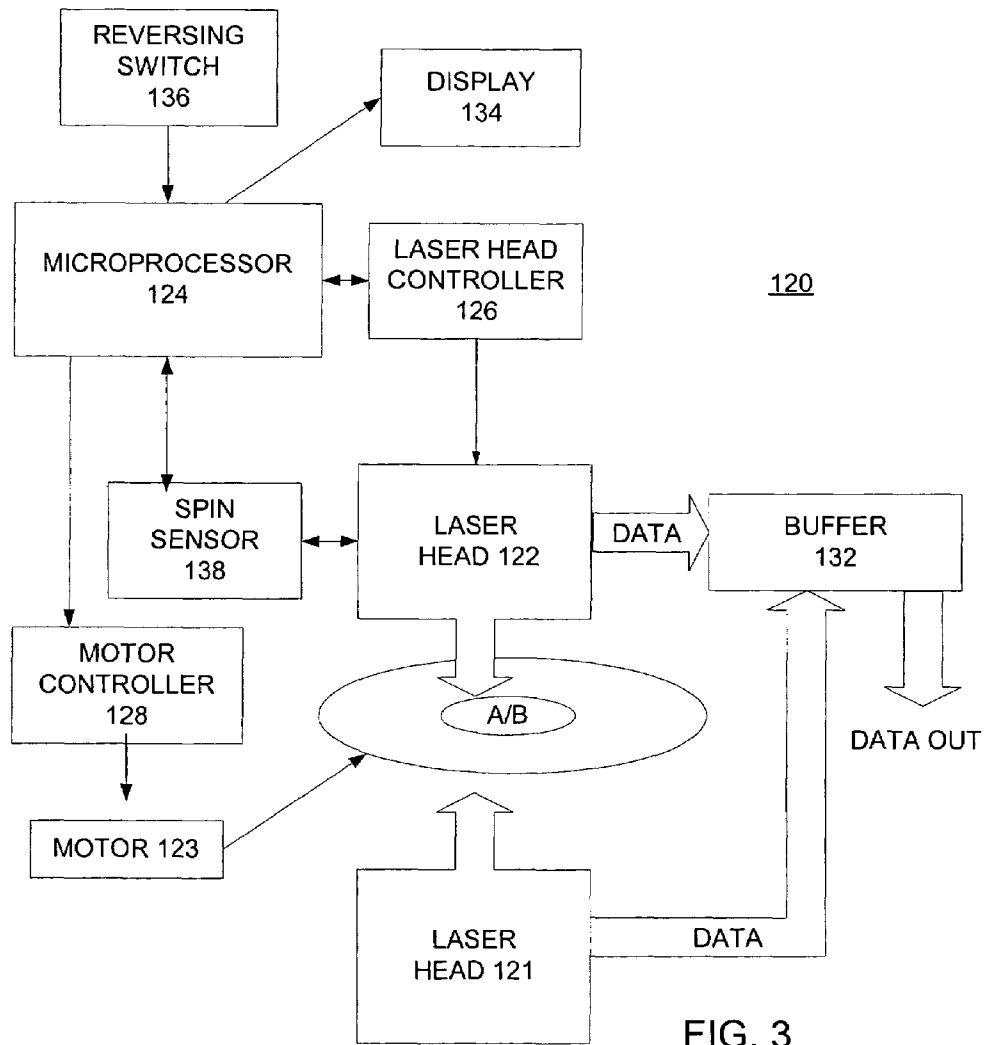 REVERSING
SWITCH
136
DISPLAY
134
MICROPROCESSOR
124
LASER HEAD
CONTROLLER
126
120
SPIN
SENSOR
138
LASER
HEAD 122
DATA
BUFFER
132
MOTOR
CONTROLLER
128
A/B
DATA OUT
MOTOR 123
LASER
HEAD 121
DATA
FIG. 3